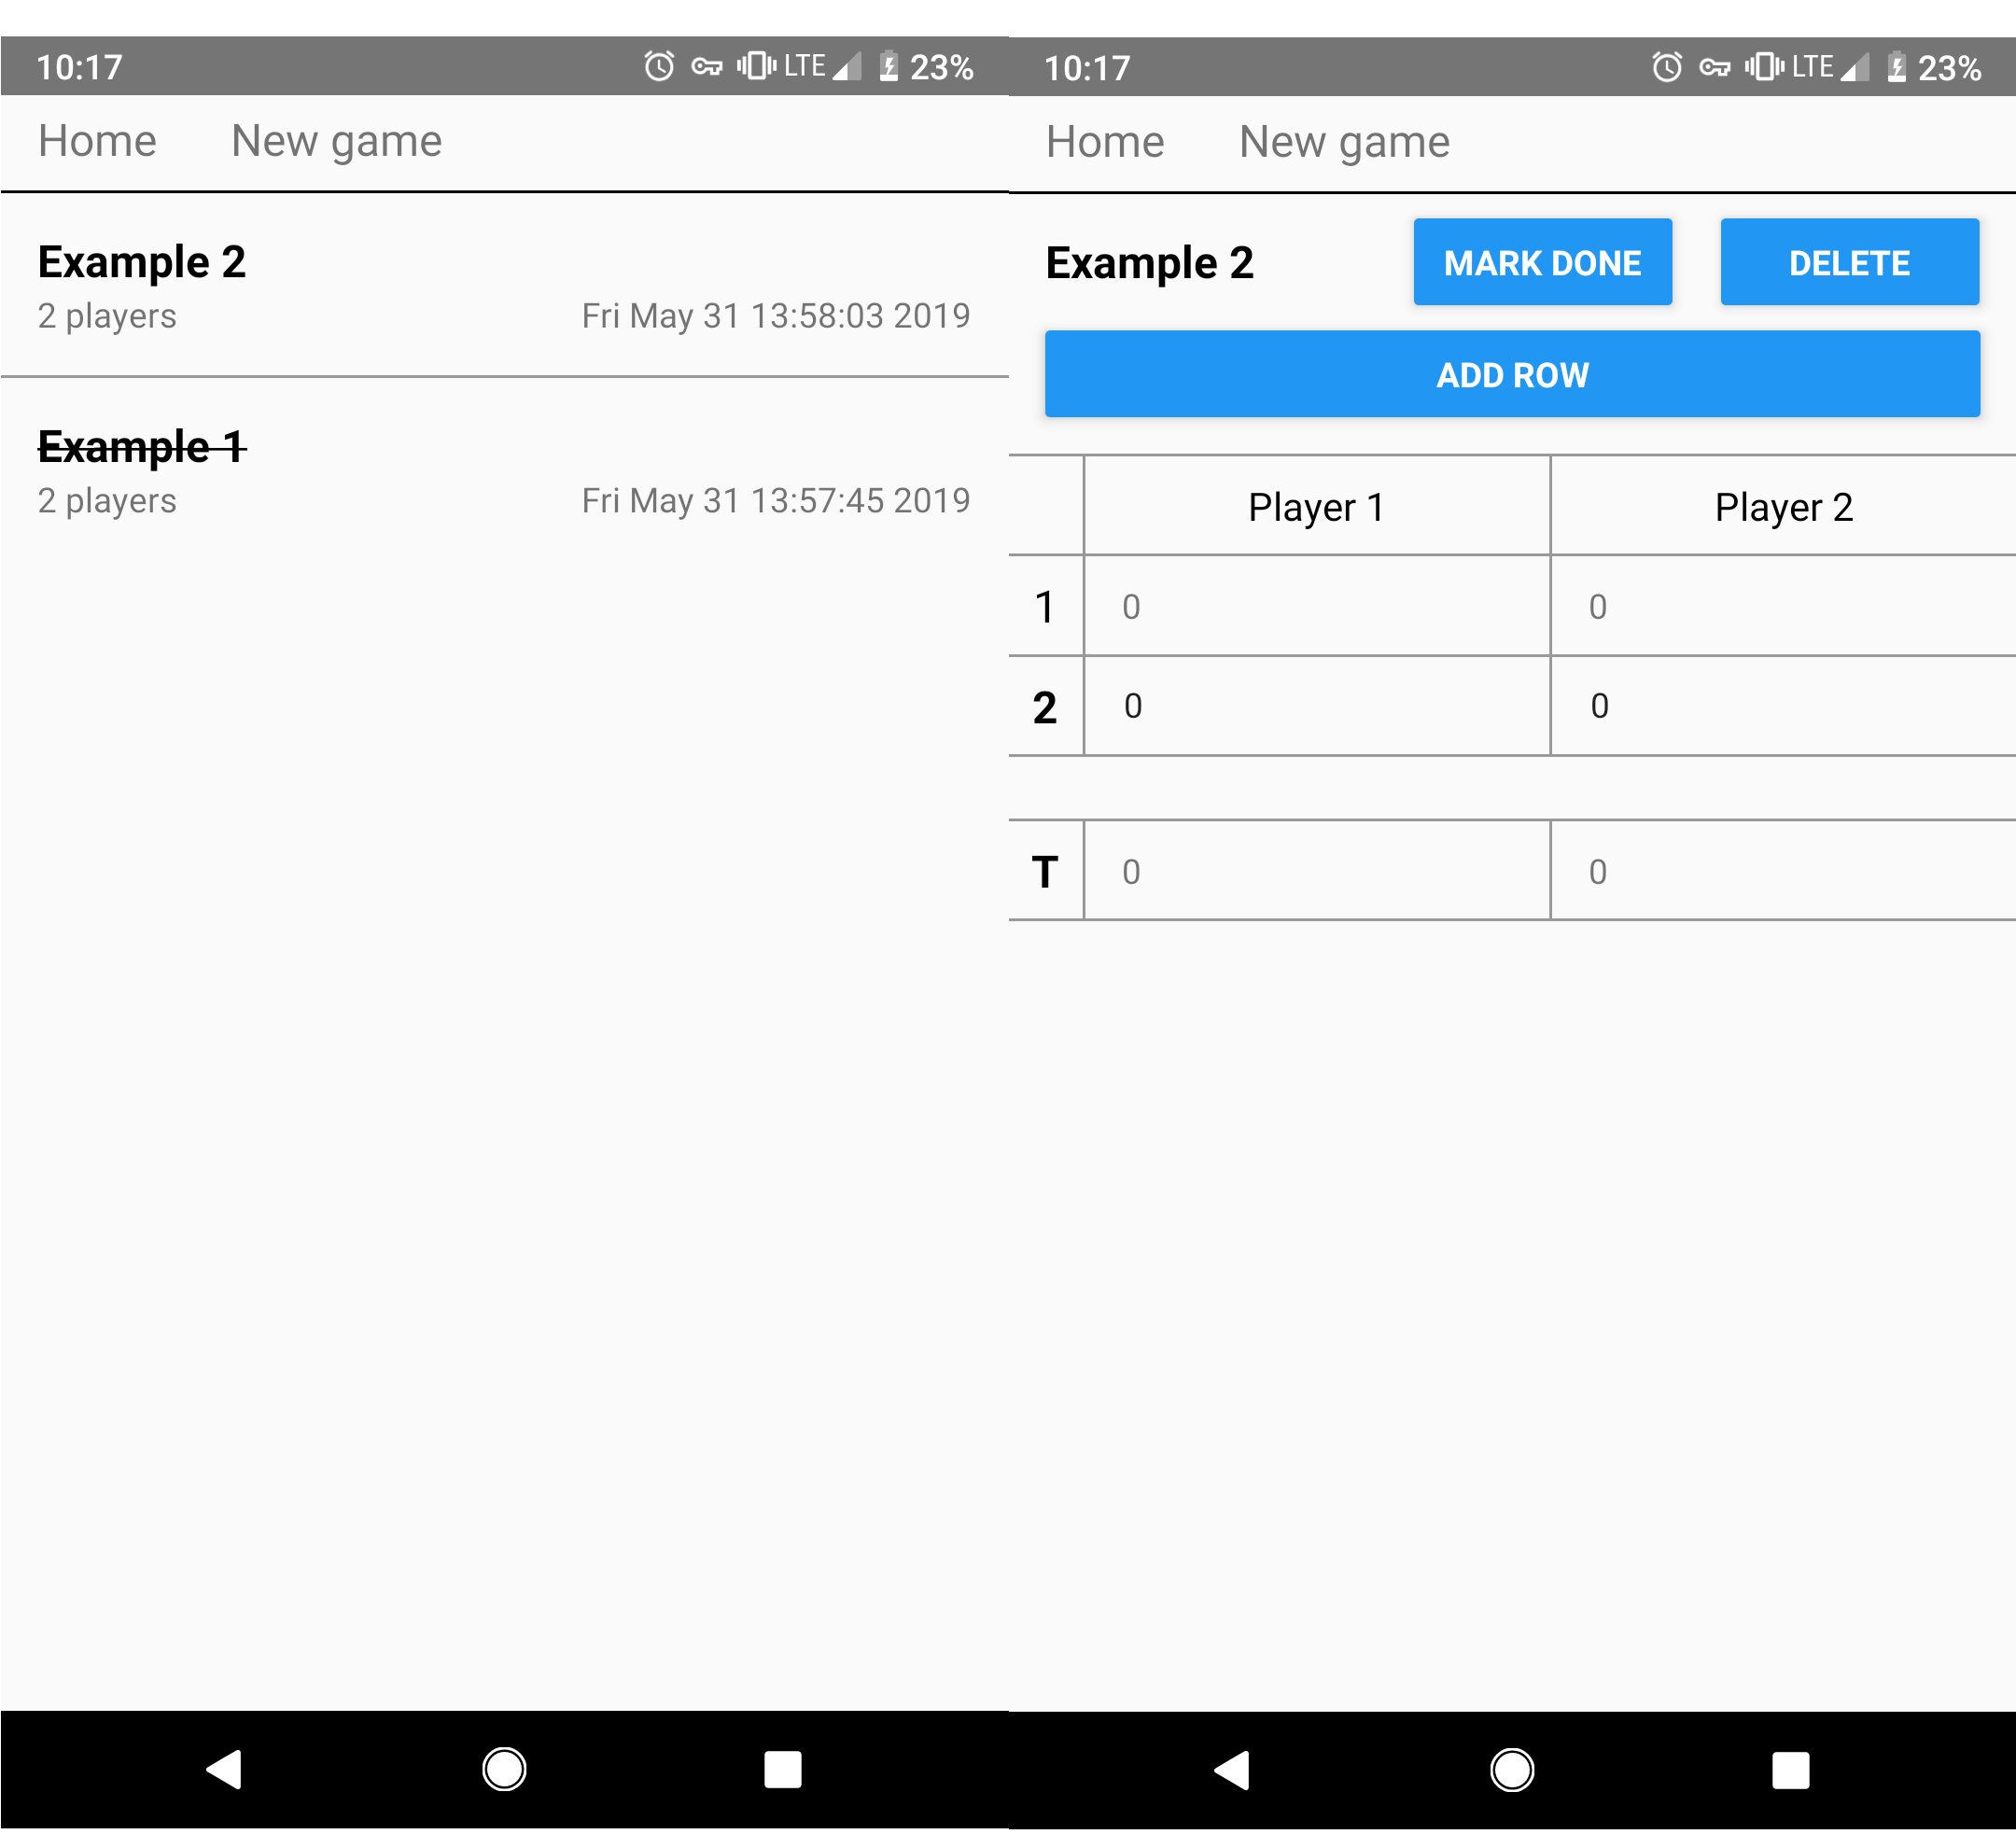 10:17 LTE 23%
Home New game
Example 2
2 players Fri May 31 13:58:03 2019
Example 1
2 players Fri May 31 13:57:45 2019
10:17 LTE 23%
Home New game
Example 2 MARK DONE DELETE
ADD ROW
Player 1 Player 2
1 0 0
2 0 0
T 0 0